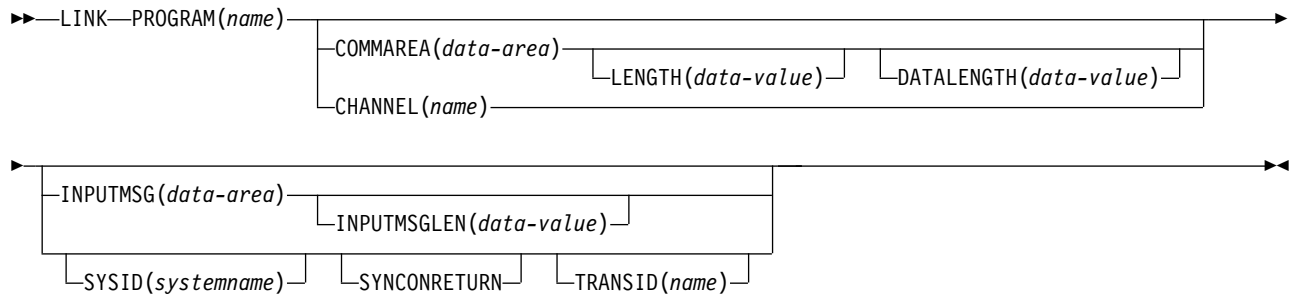 LINK PROGRAM(name)
COMMAREA(data-area)
LENGTH(data-value) DATALENGTH(data-value)
CHANNEL(name)
INPUTMSG(data-area)
INPUTMSGLEN(data-value)
SYSID(systemname) SYNCONRETURN TRANSID(name)